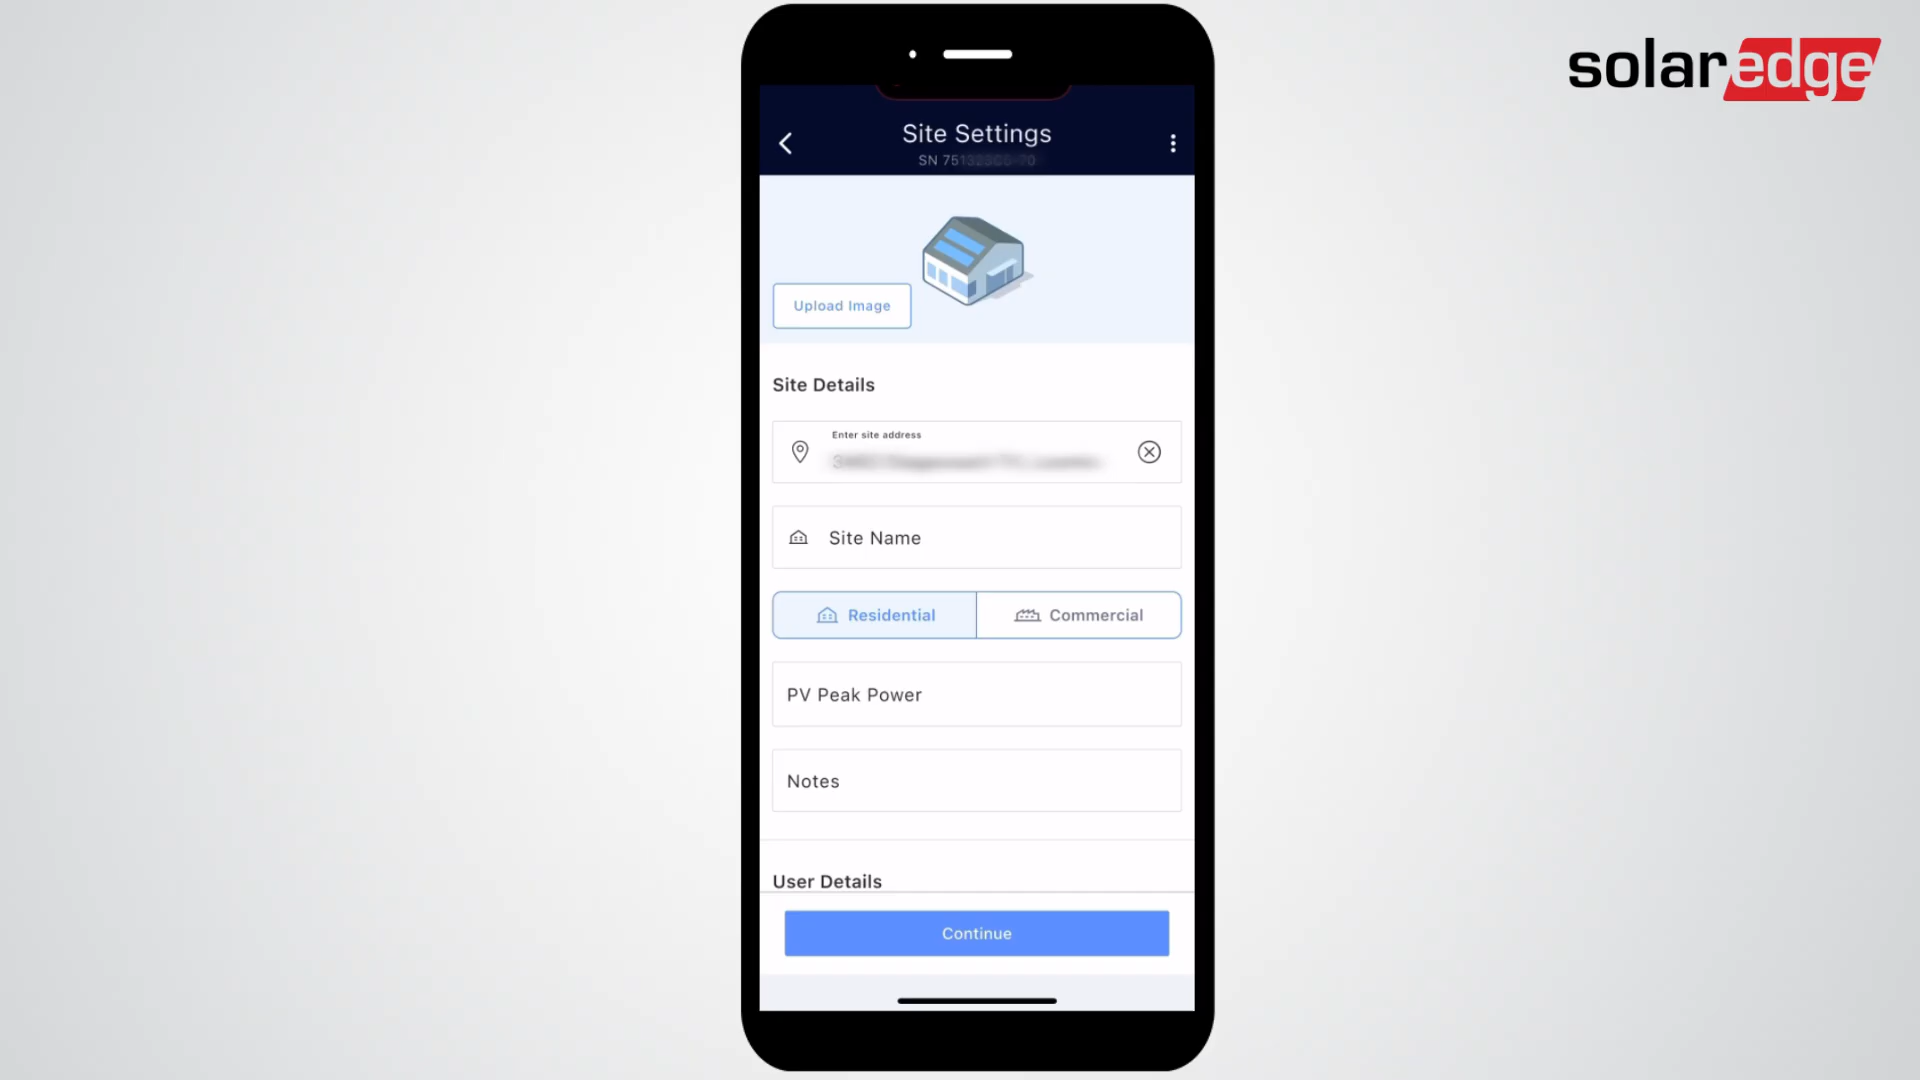 solaredge
Site Settings
SN 75
Upload Image
Site Details
Enter site address
Site Name
Residential
Commercial
PV Peak Power
Notes
User Details
Continue